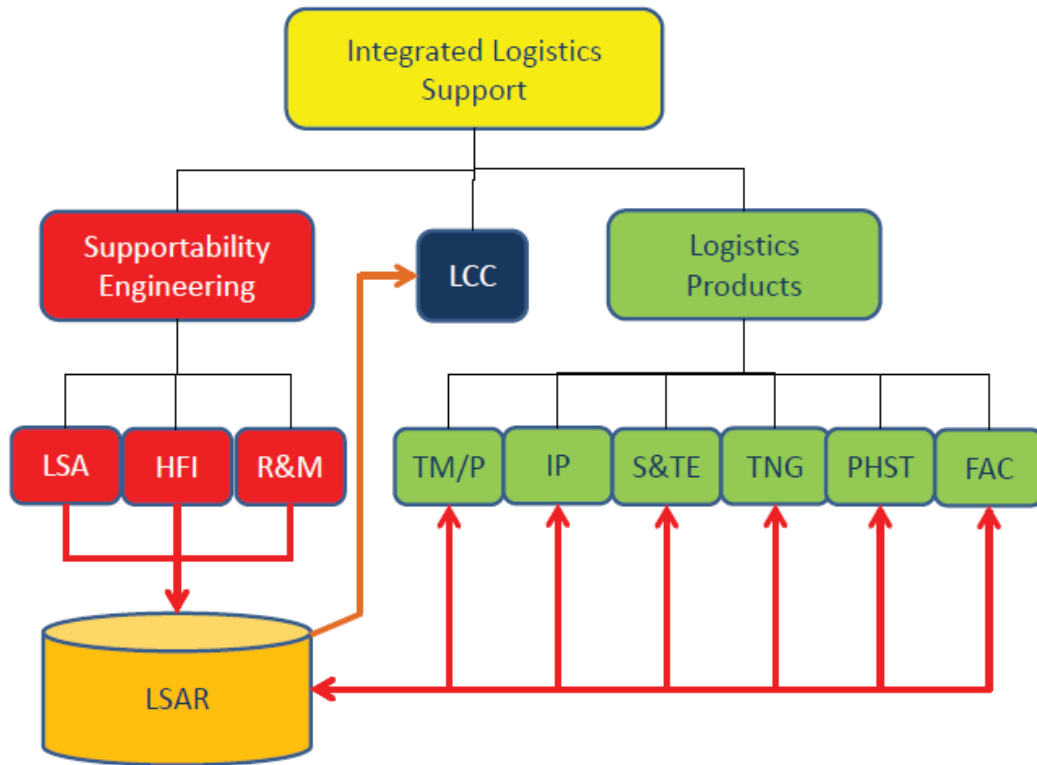 Integrated Logistics
Support
Supportability
Engineering
LCC
Logistics
Products
LSA
HFI
R&M
TM/P
IP
S&TE
TNG
PHST
FAC
LSAR